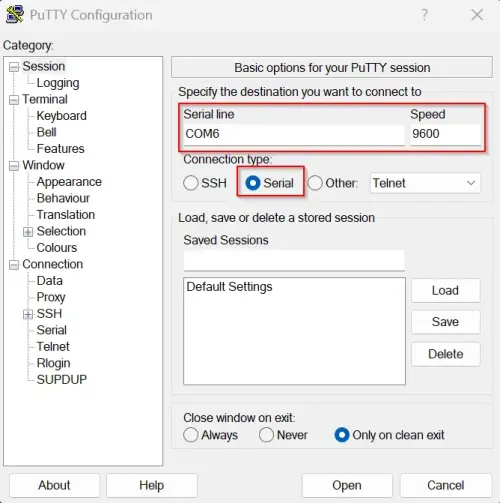 PuTTY Configuration
Category:
Session
Logging
Terminal
Keyboard
Bell
Features
Window
Appearance
Behaviour
Translation
Selection
Colours
Connection
Data
Proxy
SSH
Serial
Telnet
Rlogin
SUPDUP
Basic options for your PuTTY session
Specify the destination you want to connect to
Serial line Speed
COM6 9600
Connection type:
SSH Serial Other: Telnet
Load, save or delete a stored session
Saved Sessions
Default Settings
Load
Save
Delete
Close window on exit:
Always Never Only on clean exit
About Help Open Cancel